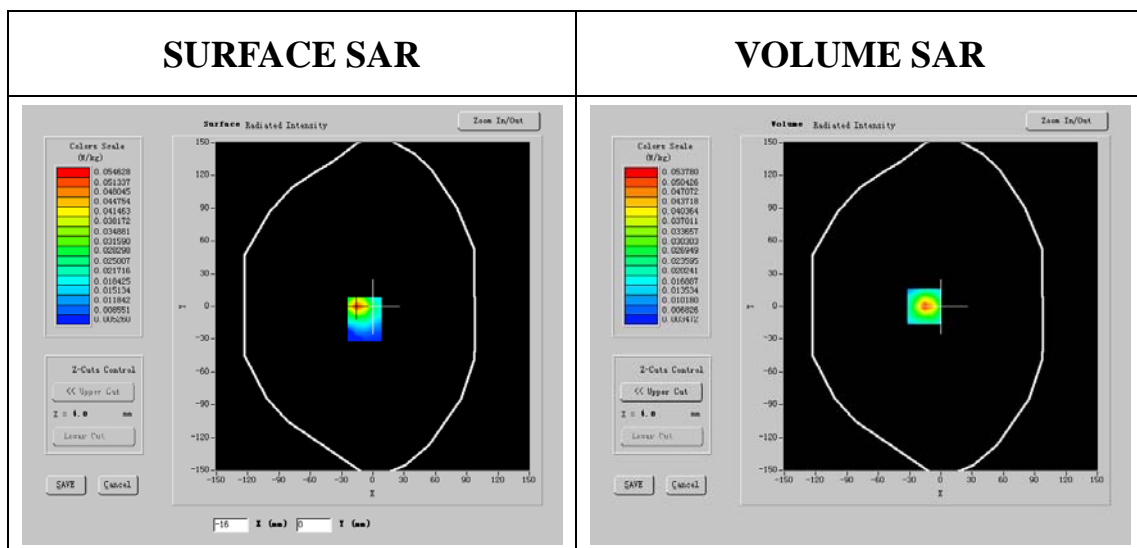 SURFACE SAR
VOLUME SAR
Surface Radiated Intensity
Zoom In/Out
Colors Scale
(W/kg)
0.054628
0.051337
0.048045
0.044754
0.041463
0.038172
0.034881
0.031590
0.028298
0.025007
0.021716
0.018425
0.015134
0.011842
0.008551
0.005260
150
120
90
60
30
0
-30
-60
-90
-120
-150
Y
-150 -120 -90 -60 -30 0 30 60 90 120 150
X
Z-Cuts Control
<< Upper Cut
Z = 4.0 mm
Lower Cut
SAVE Cancel
-16 X (mm) 0 Y (mm)
Volume Radiated Intensity
Zoom In/Out
Colors Scale
(W/kg)
0.053780
0.050426
0.047072
0.043718
0.040364
0.037011
0.033657
0.030303
0.026949
0.023595
0.020241
0.016887
0.013534
0.010180
0.006826
0.003472
150
120
90
60
30
0
-30
-60
-90
-120
-150
Y
-150 -120 -90 -60 -30 0 30 60 90 120 150
X
Z-Cuts Control
<< Upper Cut
Z = 4.0 mm
Lower Cut
SAVE Cancel